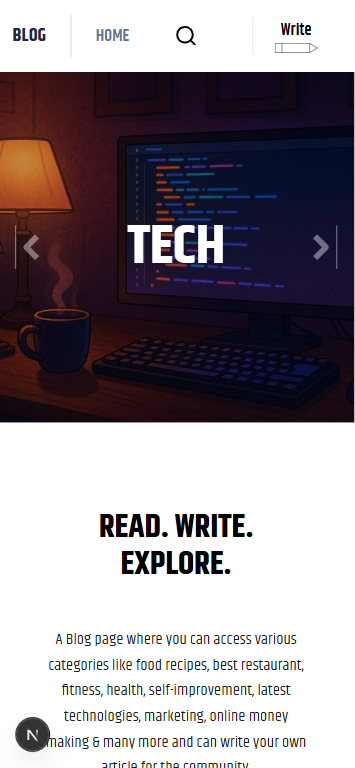 BLOG
HOME
Write
TECH
READ. WRITE.
EXPLORE.
A Blog page where you can access various
categories like food recipes, best restaurant,
fitness, health, self-improvement, latest
technologies, marketing, online money
making & many more and can write your own
article for the community.
N